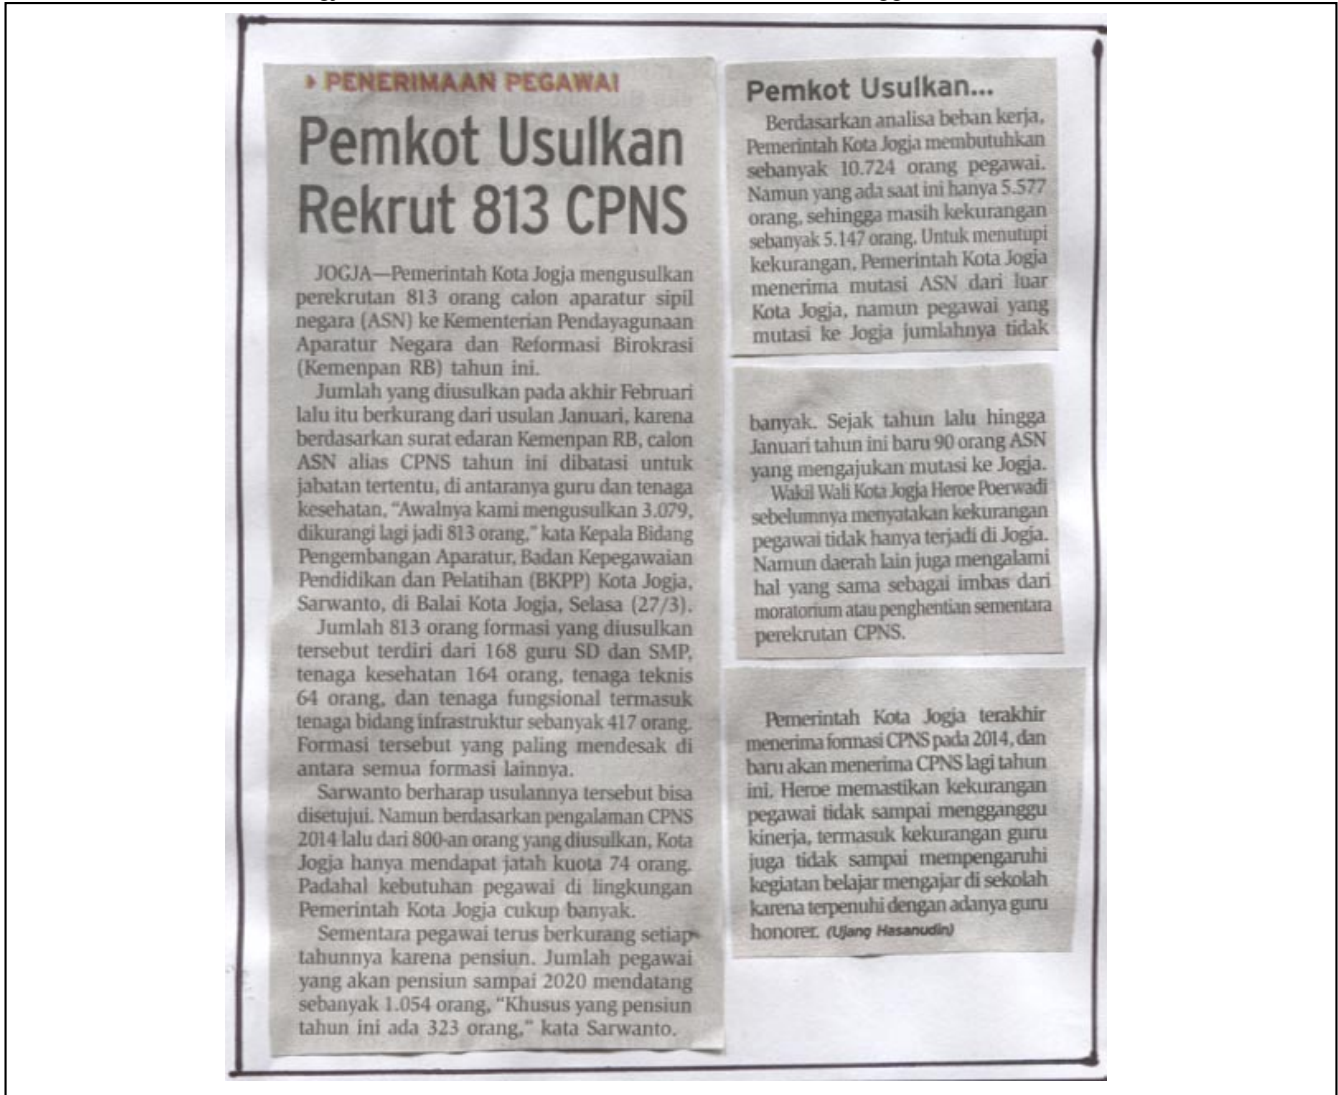 PENERIMAAN PEGAWAI
Pemkot Usulkan
Rekrut 813 CPNS
JOGJA—Pemerintah Kota Jogja mengusulkan
perekrutan 813 orang calon aparatur sipil
negara (ASN) ke Kementerian Pendayagunaan
Aparatur Negara dan Reformasi Birokrasi
(Kemenpan RB) tahun ini.
Jumlah yang diusulkan pada akhir Februari
lalu itu berkurang dari usulan Januari, karena
berdasarkan surat edaran Kemenpan RB, calon
ASN alias CPNS tahun ini dibatasi untuk
jabatan tertentu, di antaranya guru dan tenaga
kesehatan, “Awalnya kami mengusulkan 3.079,
dikurangi lagi jadi 813 orang,” kata Kepala Bidang
Pengembangan Aparatur, Badan Kepegawaian
Pendidikan dan Pelatihan (BKPP) Kota Jogja,
Sarwanto, di Balai Kota Jogja, Selasa (27/3).
Jumlah 813 orang formasi yang diusulkan
tersebut terdiri dari 168 guru SD dan SMP,
tenaga kesehatan 164 orang, tenaga teknis
64 orang, dan tenaga fungsional termasuk
tenaga bidang infrastruktur sebanyak 417 orang.
Formasi tersebut yang paling mendesak di
antara semua formasi lainnya.
Sarwanto berharap usulannya tersebut bisa
disetujui. Namun berdasarkan pengalaman CPNS
2014 lalu dari 800-an orang yang diusulkan, Kota
Jogja hanya mendapat jatah kuota 74 orang.
Padahal kebutuhan pegawai di lingkungan
Pemerintah Kota Jogja cukup banyak.
Sementara pegawai terus berkurang setiap
tahunnya karena pensiun. Jumlah pegawai
yang akan pensiun sampai 2020 mendatang
sebanyak 1.054 orang, “Khusus yang pensiun
tahun ini ada 323 orang,” kata Sarwanto.
Pemkot Usulkan...
Berdasarkan analisa beban kerja,
Pemerintah Kota Jogja membutuhkan
sebanyak 10.724 orang pegawai.
Namun yang ada saat ini hanya 5.577
orang, sehingga masih kekurangan
sebanyak 5.147 orang. Untuk menutupi
kekurangan, Pemerintah Kota Jogja
menerima mutasi ASN dari luar
Kota Jogja, namun pegawai yang
mutasi ke Jogja jumlahnya tidak
banyak. Sejak tahun lalu hingga
Januari tahun ini baru 90 orang ASN
yang mengajukan mutasi ke Jogja.
Wakil Wali Kota Jogja Heroe Poerwadi
sebelumnya menyatakan kekurangan
pegawai tidak hanya terjadi di Jogja.
Namun daerah lain juga mengalami
hal yang sama sebagai imbas dari
moratorium atau penghentian sementara
perekrutan CPNS.
Pemerintah Kota Jogja terakhir
menerima formasi CPNS pada 2014, dan
baru akan menerima CPNS lagi tahun
ini. Heroe memastikan kekurangan
pegawai tidak sampai mengganggu
kinerja, termasuk kekurangan guru
juga tidak sampai mempengaruhi
kegiatan belajar mengajar di sekolah
karena terpenuhi dengan adanya guru
honorer. (Ujang Hasanudin)